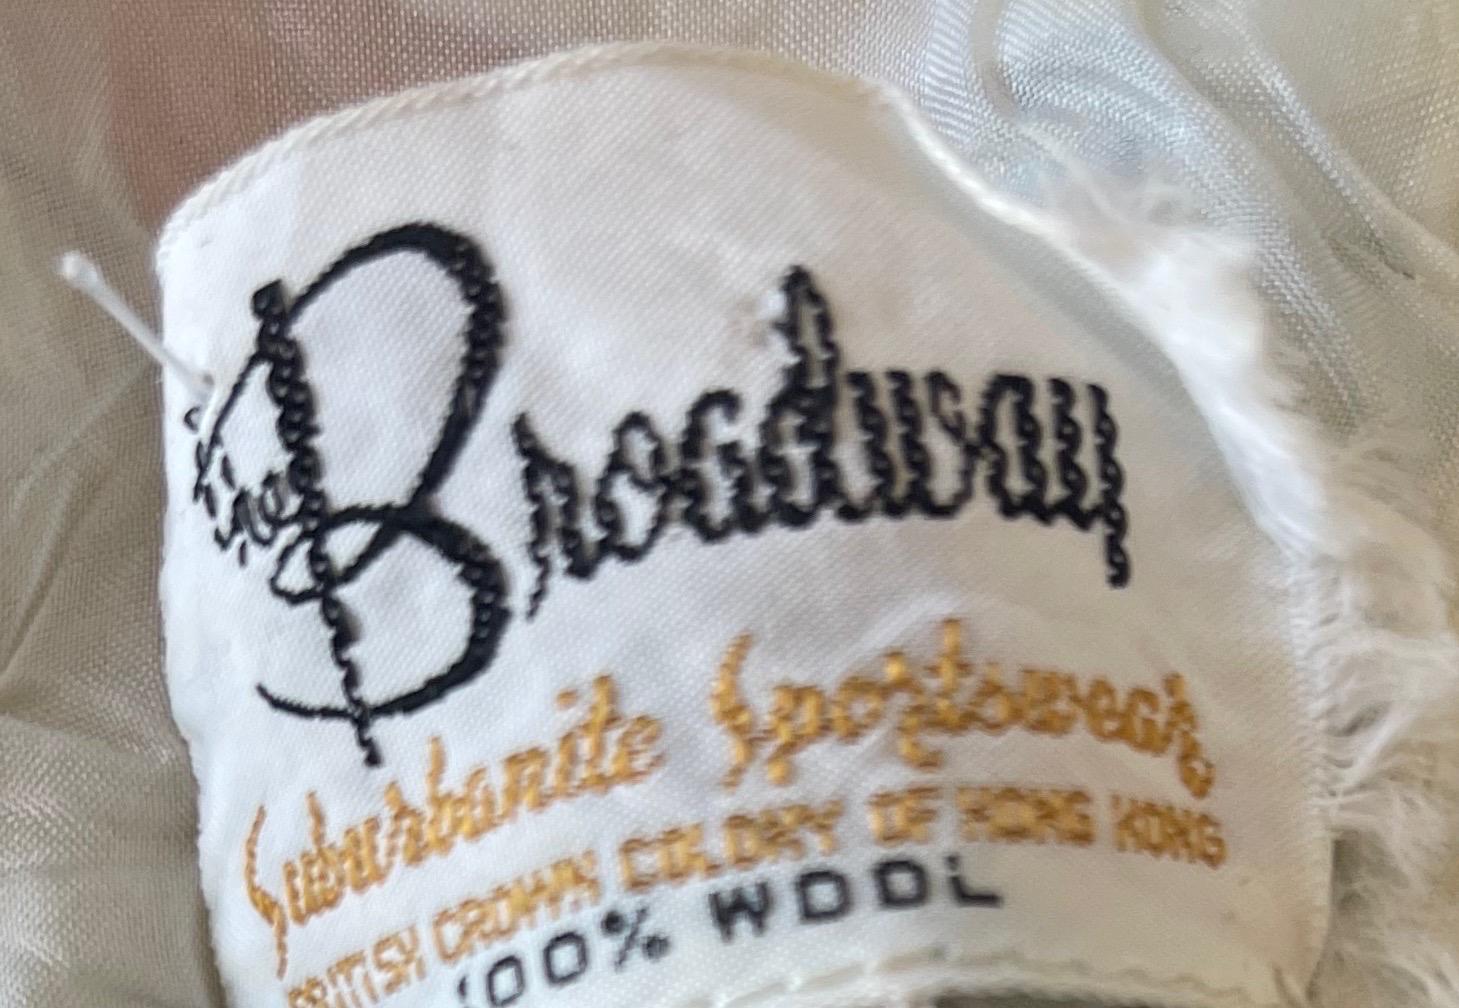 The Broadway
Suburbanite Sportswear
BRITISH CROWN COLONY OF HONG KONG
100% WOOL